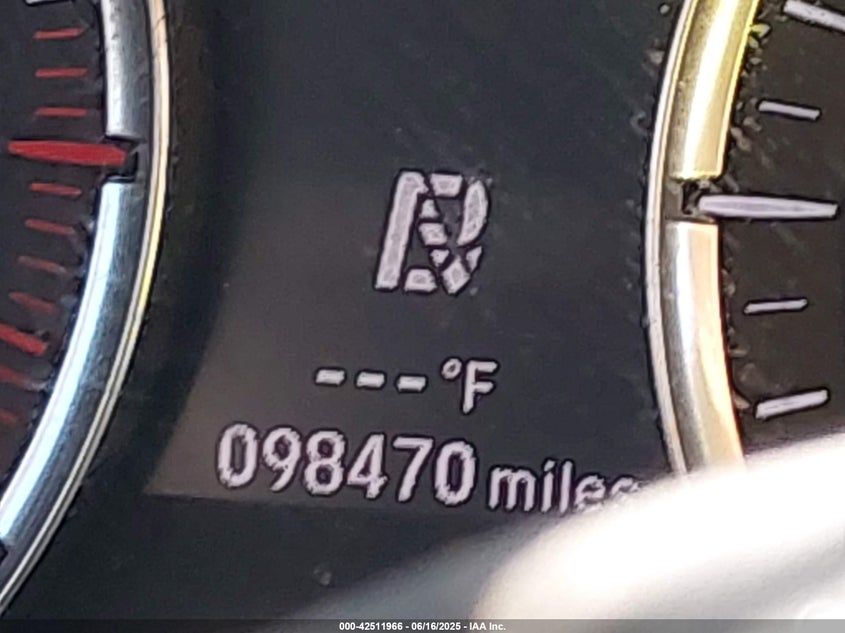 ---°F
098470 miles
000-42511966 - 06/16/2025 - IAA Inc.